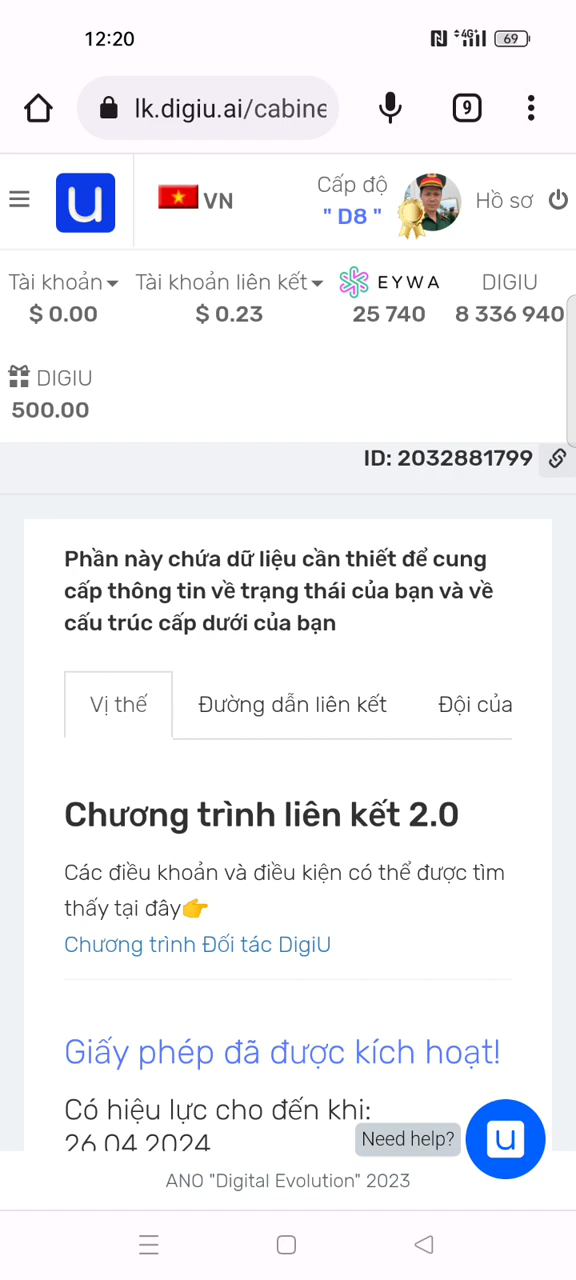 12:20
4G+ 69
lk.digiu.ai/cabine
9
VN
Cấp độ
" D8 "
Hồ sơ
Tài khoản Tài khoản liên kết EYWA DIGIU
$ 0.00 $ 0.23 25 740 8 336 940
DIGIU
500.00
ID: 2032881799
Phần này chứa dữ liệu cần thiết để cung
cấp thông tin về trạng thái của bạn và về
cấu trúc cấp dưới của bạn
Vị thế Đường dẫn liên kết Đội của
Chương trình liên kết 2.0
Các điều khoản và điều kiện có thể được tìm
thấy tại đây👉
Chương trình Đối tác DigiU
Giấy phép đã được kích hoạt!
Có hiệu lực cho đến khi:
26.04.2024
Need help?
ANO "Digital Evolution" 2023